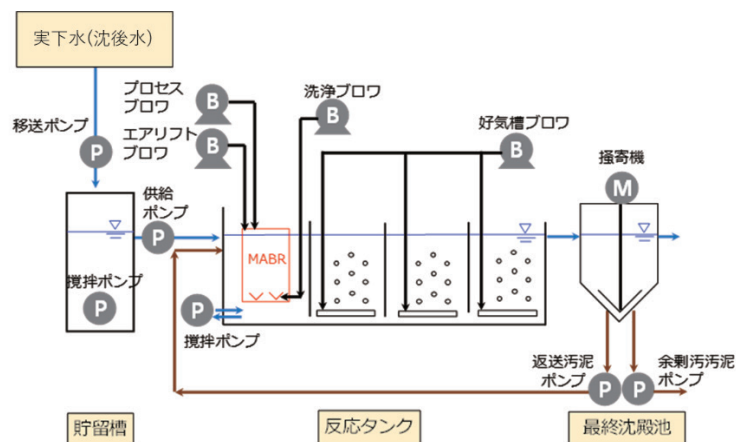 実下水(沈後水)
移送ポンプ
P
プロセス
ブロワ
B
エアリフト
ブロワ
B
洗浄ブロワ
B
好気槽ブロワ
B
掻寄機
M
供給
ポンプ
P
撹拌ポンプ
P
MABR
P
撹拌ポンプ
返送汚泥
ポンプ
P
P
余剰汚汚泥
ポンプ
貯留槽
反応タンク
最終沈殿池